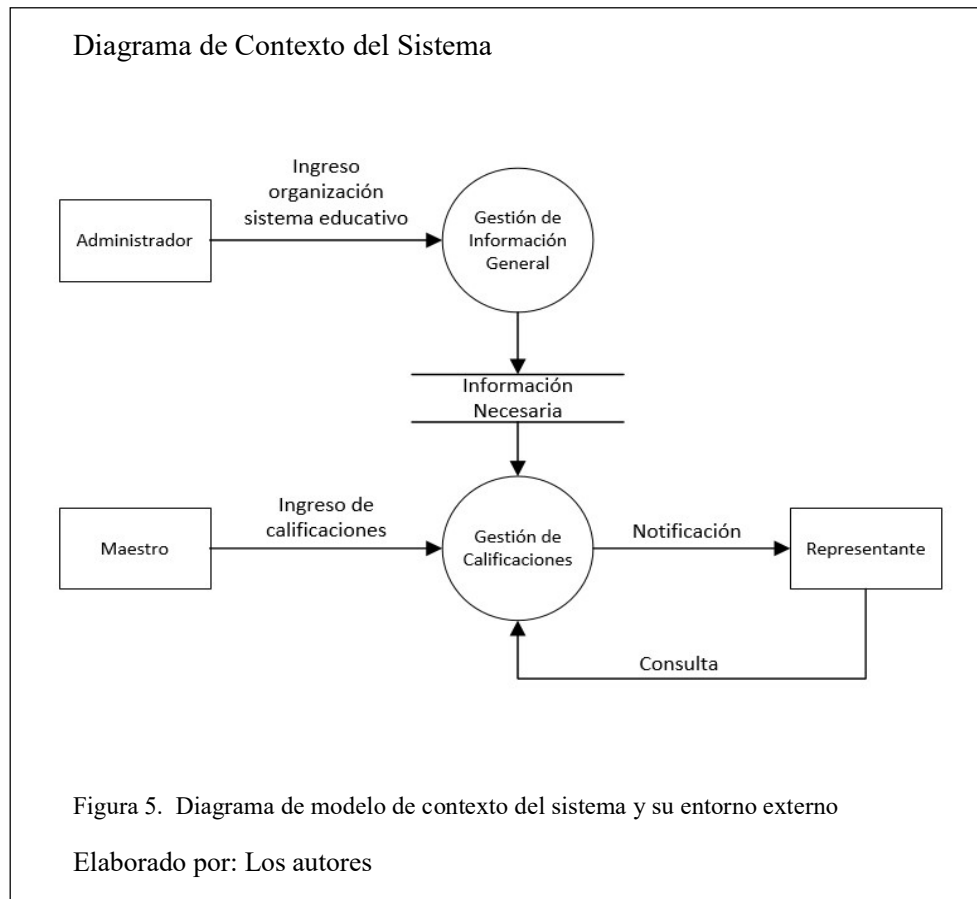 Diagrama de Contexto del Sistema
Ingreso
organización
sistema educativo
Administrador
Gestión de
Información
General
Información
Necesaria
Ingreso de
calificaciones
Maestro
Gestión de
Calificaciones
Notificación
Representante
Consulta
Figura 5. Diagrama de modelo de contexto del sistema y su entorno externo
Elaborado por: Los autores